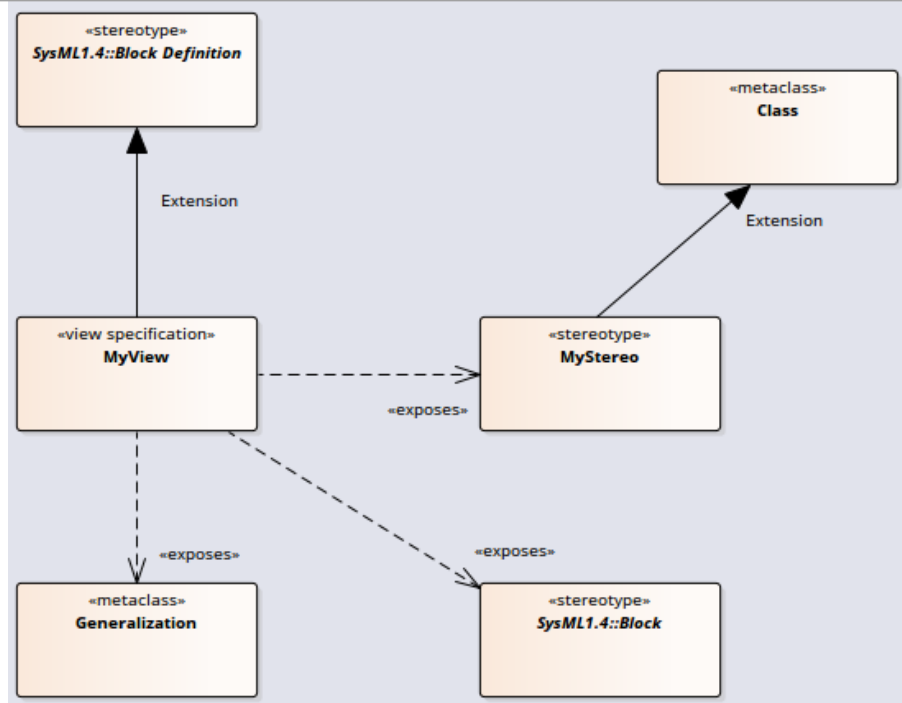 «stereotype»
SysML1.4::Block Definition
«metaclass»
Class
Extension
Extension
«view specification»
MyView
«stereotype»
MyStereo
«exposes»
«exposes»
«exposes»
«metaclass»
Generalization
«stereotype»
SysML1.4::Block